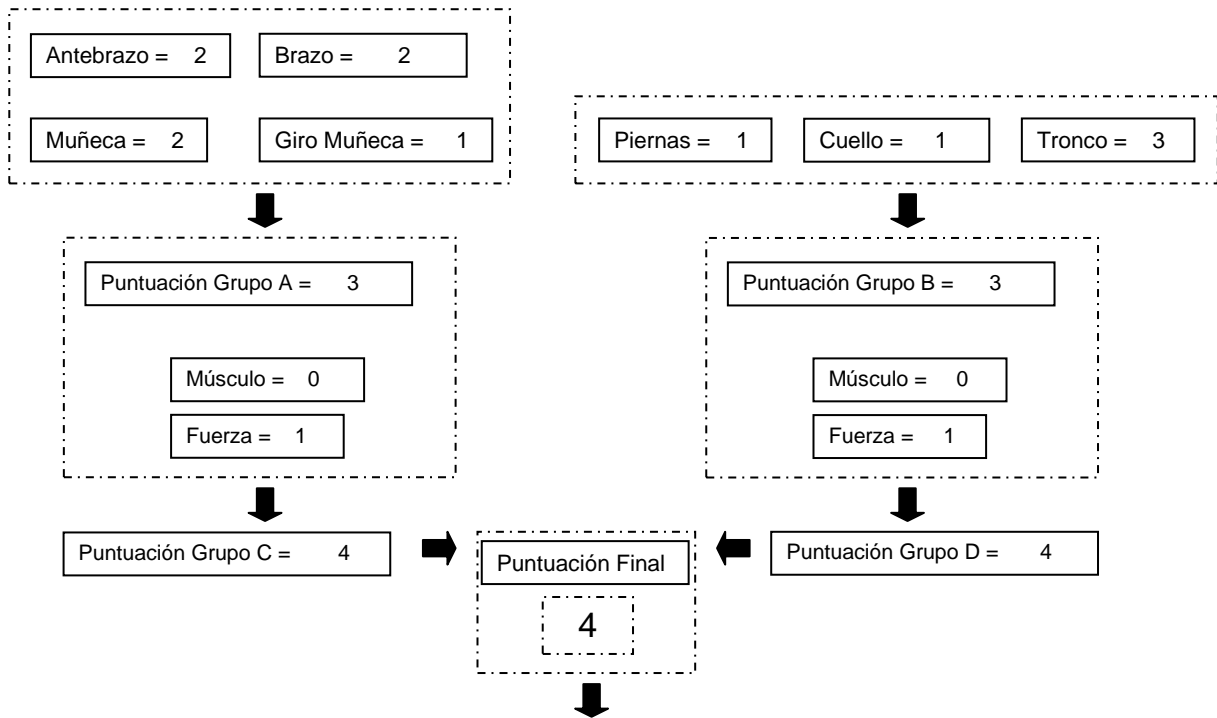 Antebrazo = 2
Brazo = 2
Muñeca = 2
Giro Muñeca = 1
Piernas = 1
Cuello = 1
Tronco = 3
Puntuación Grupo A = 3
Músculo = 0
Fuerza = 1
Puntuación Grupo B = 3
Músculo = 0
Fuerza = 1
Puntuación Grupo C = 4
Puntuación Grupo D = 4
Puntuación Final
4